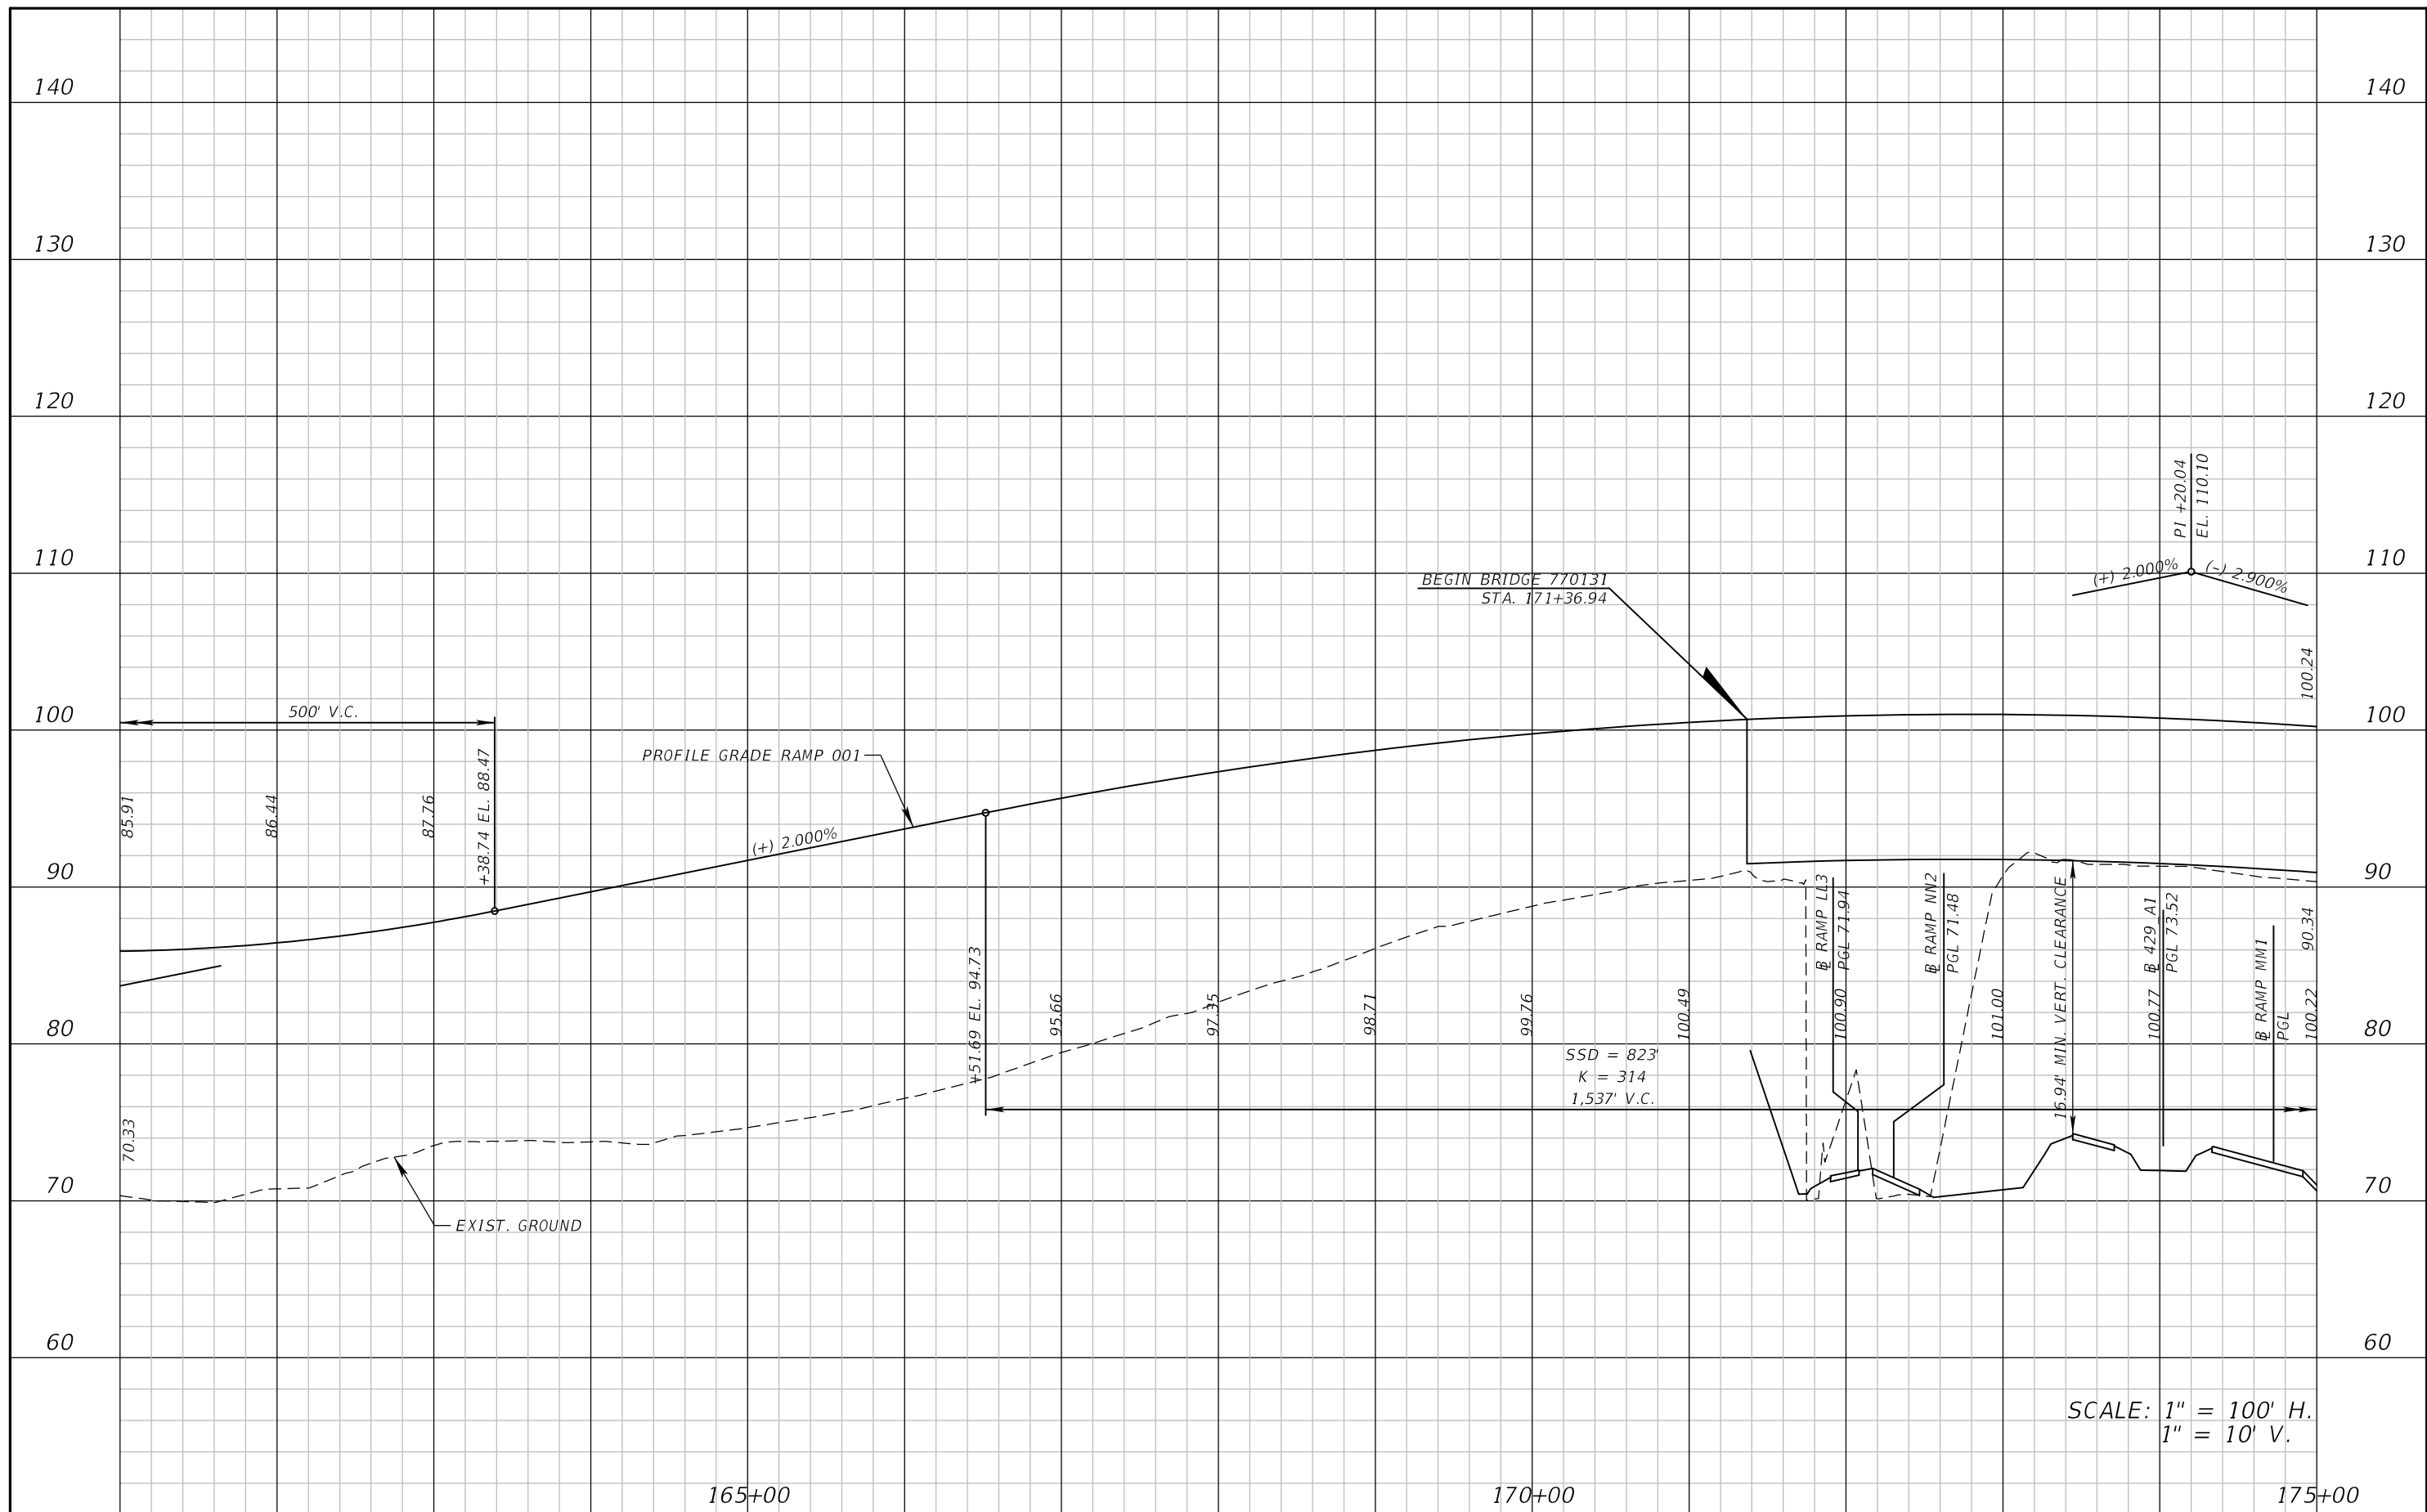 140
140
130
130
120
120
PI +20.04
EL. 110.10
110
110
(+) 2.000%
(-) 2.900%
BEGIN BRIDGE 770131
STA. 171+36.94
100.24
100
500' V.C.
100
PROFILE GRADE RAMP 001
+38.74 EL. 88.47
85.91
86.44
87.76
(+) 2.000%
90
90
RAMP LL3
PGL 71.94
RAMP NN2
PGL 71.48
16.94' MIN. VERT. CLEARANCE
429_A1
PGL 73.52
90.34
RAMP MM1
PGL
+51.69 EL. 94.73
95.66
97.35
98.71
99.76
100.49
100.90
101.00
100.77
100.22
80
80
SSD = 823'
K = 314
1,537' V.C.
70.33
70
70
EXIST. GROUND
60
60
SCALE: 1" = 100' H.
1" = 10' V.
165+00
170+00
175+00